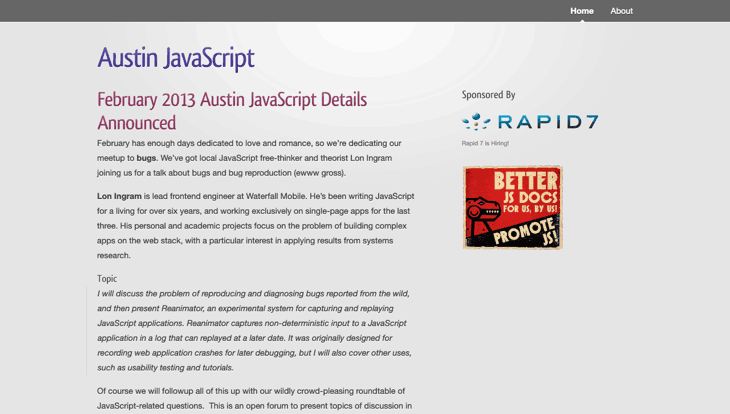 Home About
Austin JavaScript
February 2013 Austin JavaScript Details
Announced
February has enough days dedicated to love and romance, so we're dedicating our
meetup to bugs. We've got local JavaScript free-thinker and theorist Lon Ingram
joining us for a talk about bugs and bug reproduction (ewww gross).
Lon Ingram is lead frontend engineer at Waterfall Mobile. He's been writing JavaScript
for a living for over six years, and working exclusively on single-page apps for the last
three. His personal and academic projects focus on the problem of building complex
apps on the web stack, with a particular interest in applying results from systems
research.
Topic
I will discuss the problem of reproducing and diagnosing bugs reported from the wild,
and then present Reanimator, an experimental system for capturing and replaying
JavaScript applications. Reanimator captures non-deterministic input to a JavaScript
application in a log that can replayed at a later date. It was originally designed for
recording web application crashes for later debugging, but I will also cover other uses,
such as usability testing and tutorials.
Of course we will followup all of this up with our wildly crowd-pleasing roundtable of
JavaScript-related questions. This is an open forum to present topics of discussion in
Sponsored By
RAPID7
Rapid 7 Is Hiring!
BETTER
JS DOCS
FOR US, BY US!
PROMOTE
JS!